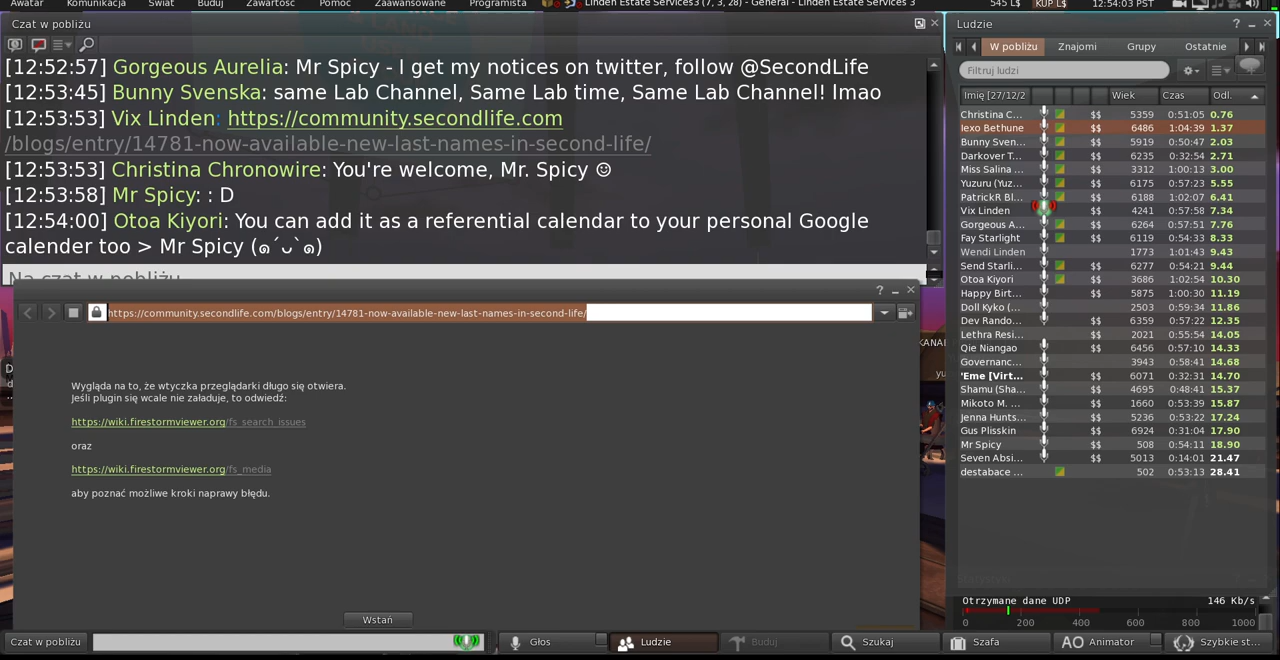 Awatar Komunikacja Świat Buduj Zawartość Pomoc Zaawansowane Programista Linden Estate Services3 (7, 3, 28) - General - Linden Estate Services 3 545 L$ KUP L$ 12:54:03 PST
Czat w pobliżu
[12:52:57] Gorgeous Aurelia: Mr Spicy - I get my notices on twitter, follow @SecondLife
[12:53:45] Bunny Svenska: same Lab Channel, Same Lab time, Same Lab Channel! lmao
[12:53:53] Vix Linden: https://community.secondlife.com
/blogs/entry/14781-now-available-new-last-names-in-second-life/
[12:53:53] Christina Chronowire: You're welcome, Mr. Spicy ☺
[12:53:58] Mr Spicy: : D
[12:54:00] Otoa Kiyori: You can add it as a referential calendar to your personal Google
calender too > Mr Spicy (๑´ᴗ`๑)
Na czat w pobliżu
https://community.secondlife.com/blogs/entry/14781-now-available-new-last-names-in-second-life/
Wygląda na to, że wtyczka przeglądarki długo się otwiera.
Jeśli plugin się wcale nie załaduje, to odwiedź:
https://wiki.firestormviewer.org/fs_search_issues
oraz
https://wiki.firestormviewer.org/fs_media
aby poznać możliwe kroki naprawy błędu.
Wstań
Ludzie
W pobliżu Znajomi Grupy Ostatnie
Filtruj ludzi
Imię [27/12/2 Wiek Czas Odl.
Christina C... $$ 5359 0:51:05 0.76
Iexo Bethune $$ 6486 1:04:39 1.37
Bunny Sven... $$ 5919 0:50:47 2.03
Darkover T... $$ 6235 0:32:54 2.71
Miss Salina ... $$ 3312 1:00:13 3.00
Yuzuru (Yuz... $$ 6175 0:57:23 5.55
PatrickR Bl... $$ 6188 1:02:07 6.41
Vix Linden $$ 4241 0:57:58 7.34
Gorgeous A... $$ 6264 0:57:51 7.76
Fay Starlight $$ 6119 0:54:33 8.33
Wendi Linden 1773 1:01:43 9.43
Send Starli... $$ 6277 0:54:21 9.44
Otoa Kiyori $$ 3686 1:02:54 10.30
Happy Birt... $$ 5875 1:00:30 11.19
Doll Kyko (... 2503 0:59:34 11.86
Dev Rando... $$ 6359 0:57:22 12.35
Lethra Resi... $$ 2021 0:55:54 14.05
Qie Niangao $$ 6456 0:57:10 14.33
Governanc... 3943 0:58:41 14.68
'Eme [Virt... $$ 6071 0:32:31 14.70
Shamu (Sha... $$ 4695 0:48:41 15.37
Mikoto M. ... $$ 1660 0:53:39 15.87
Jenna Hunts... $$ 5236 0:53:22 17.24
Gus Plisskin $$ 6924 0:31:04 17.90
Mr Spicy $$ 508 0:54:11 18.90
Seven Absi... $$ 5013 0:14:01 21.47
destabace ... 502 0:53:13 28.41
Otrzymane dane UDP 146 Kb/s
0 200 400 600 800 1000
Czat w pobliżu Głos Ludzie Buduj Szukaj Szafa AO Animator Szybkie st...